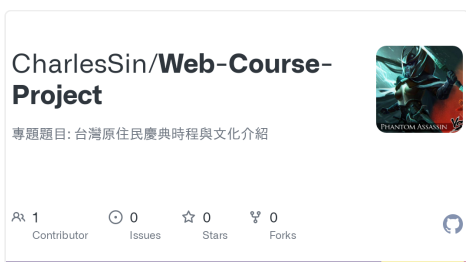 CharlesSin/Web-Course-
Project
專題題目: 台灣原住民慶典時程與文化介紹
PHANTOM ASSASSIN
1
Contributor
0
Issues
0
Stars
0
Forks